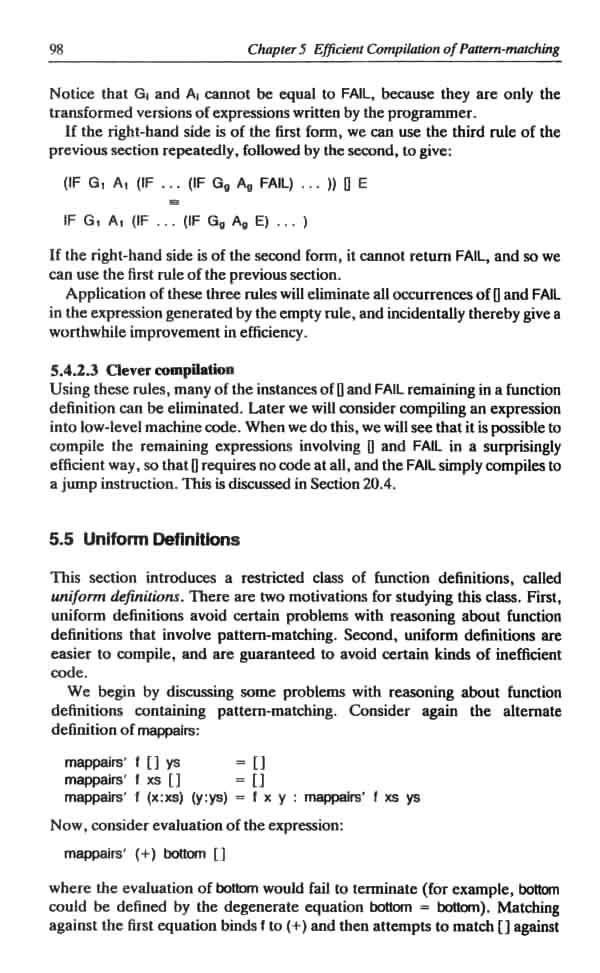 98 Chapter 5 Efficient Compilation of Pattern-matching
Notice that Gᵢ and Aᵢ cannot be equal to FAIL, because they are only the
transformed versions of expressions written by the programmer.
If the right-hand side is of the first form, we can use the third rule of the
previous section repeatedly, followed by the second, to give:
(IF G₁ A₁ (IF ... (IF G₉ A₉ FAIL) ... )) [] E
≡
IF G₁ A₁ (IF ... (IF G₉ A₉ E) ... )
If the right-hand side is of the second form, it cannot return FAIL, and so we
can use the first rule of the previous section.
Application of these three rules will eliminate all occurrences of [] and FAIL
in the expression generated by the empty rule, and incidentally thereby give a
worthwhile improvement in efficiency.
5.4.2.3 Clever compilation
Using these rules, many of the instances of [] and FAIL remaining in a function
definition can be eliminated. Later we will consider compiling an expression
into low-level machine code. When we do this, we will see that it is possible to
compile the remaining expressions involving [] and FAIL in a surprisingly
efficient way, so that [] requires no code at all, and the FAIL simply compiles to
a jump instruction. This is discussed in Section 20.4.
5.5 Uniform Definitions
This section introduces a restricted class of function definitions, called
uniform definitions. There are two motivations for studying this class. First,
uniform definitions avoid certain problems with reasoning about function
definitions that involve pattern-matching. Second, uniform definitions are
easier to compile, and are guaranteed to avoid certain kinds of inefficient
code.
We begin by discussing some problems with reasoning about function
definitions containing pattern-matching. Consider again the alternate
definition of mappairs:
mappairs' f [] ys = []
mappairs' f xs [] = []
mappairs' f (x:xs) (y:ys) = f x y : mappairs' f xs ys
Now, consider evaluation of the expression:
mappairs' (+) bottom []
where the evaluation of bottom would fail to terminate (for example, bottom
could be defined by the degenerate equation bottom = bottom). Matching
against the first equation binds f to (+) and then attempts to match [] against